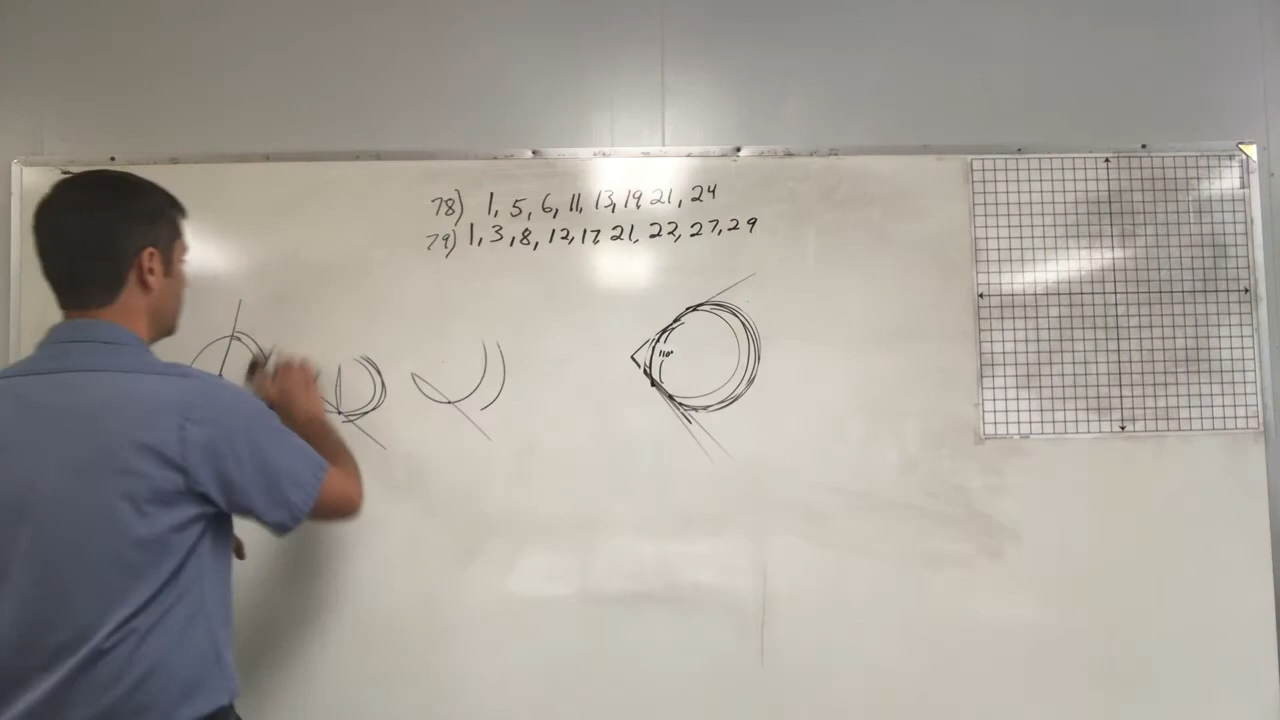 78) 1, 5, 6, 11, 13, 19, 21, 24
79) 1, 3, 8, 12, 17, 21, 22, 27, 29
110°